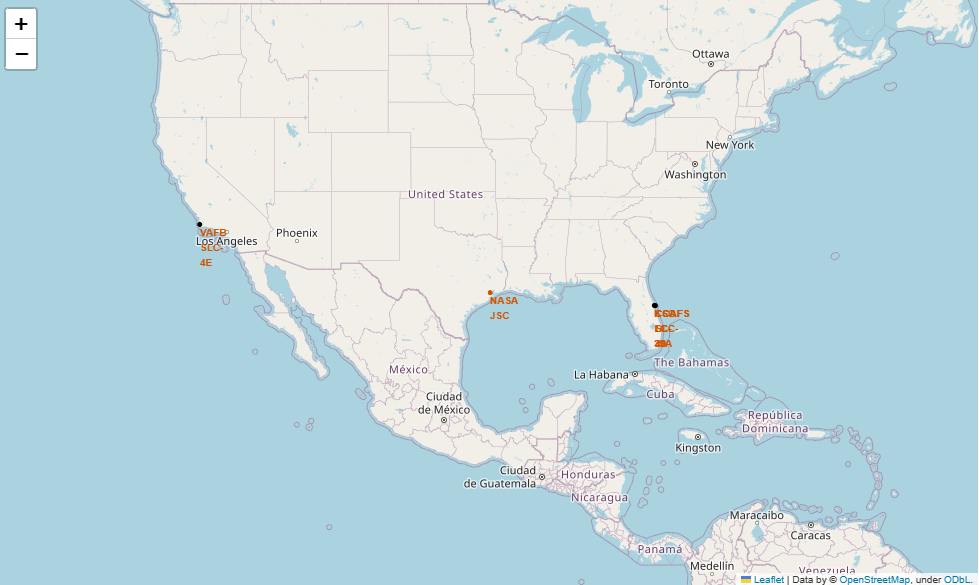 +
−
Ottawa
Toronto
New York
Washington
United States
VAFB
Los Angeles
SLC-
4E
Phoenix
NASA
JSC
The Bahamas
La Habana
Cuba
México
Ciudad
de México
República
Dominicana
Kingston
Ciudad
de Guatemala
Honduras
Nicaragua
Maracaibo
Caracas
Panamá
Medellín
Venezuela
Leaflet | Data by © OpenStreetMap, under ODbL.